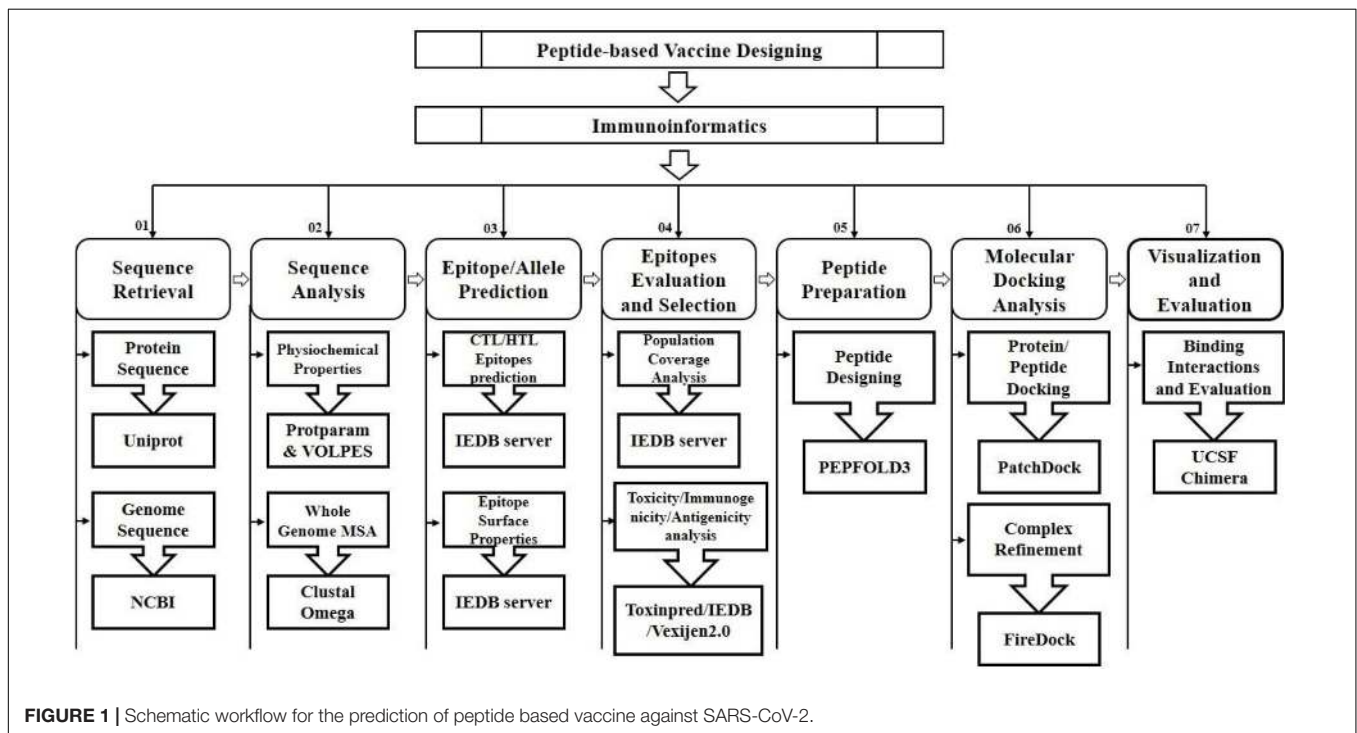 Peptide-based Vaccine Designing
Immunoinformatics
01
Sequence
Retrieval
02
Sequence
Analysis
03
Epitope/Allele
Prediction
04
Epitopes
Evaluation
and Selection
05
Peptide
Preparation
06
Molecular
Docking
Analysis
07
Visualization
and
Evaluation
Protein
Sequence
Uniprot
Genome
Sequence
NCBI
Physiochemical
Properties
Protparam
& VOLPES
Whole
Genome MSA
Clustal
Omega
CTL/HTL
Epitopes
prediction
IEDB server
Epitope
Surface
Properties
IEDB server
Population
Coverage
Analysis
IEDB server
Toxicity/Immunoge
nicity/Antigenicity
analysis
Toxinpred/IEDB
/Vexijen2.0
Peptide
Designing
PEPFOLD3
Protein/
Peptide
Docking
PatchDock
Complex
Refinement
FireDock
Binding
Interactions
and Evaluation
UCSF
Chimera
FIGURE 1 | Schematic workflow for the prediction of peptide based vaccine against SARS-CoV-2.